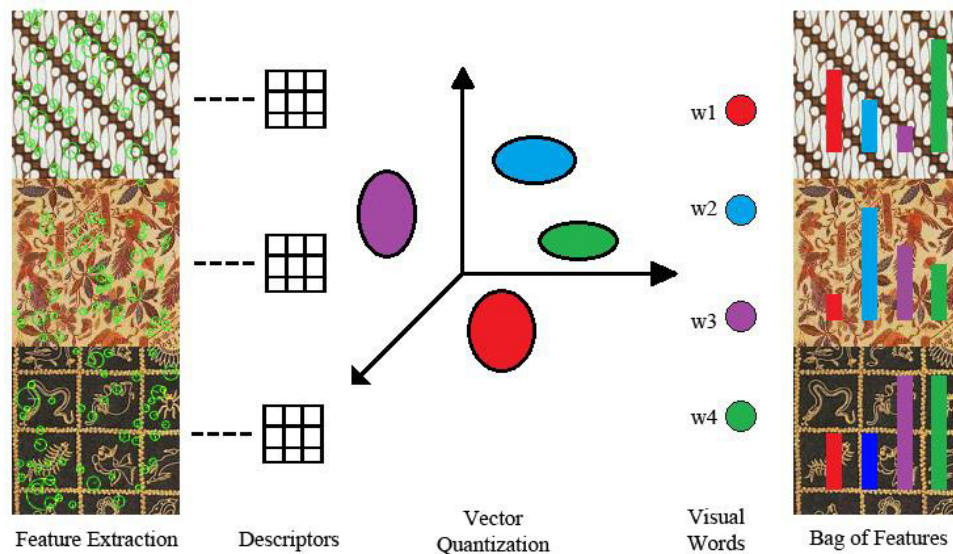 w1
w2
w3
w4
Feature Extraction
Descriptors
Vector
Quantization
Visual
Words
Bag of Features